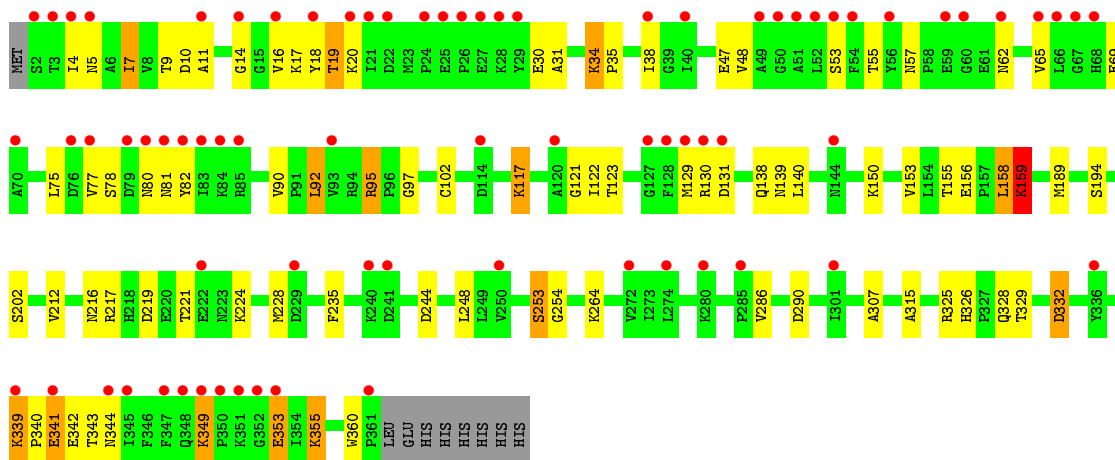 MET S2 T3 I4 N5 A6 I7 V8 T9 D10 A11 G14 G15 V16 K17 Y18 T19 K20 I21 D22 M23 P24 E25 P26 E27 K28 Y29 E30 A31 K34 P35 I38 G39 I40 E47 V48 A49 G50 A51 L52 S53 F54 T55 Y56 N57 P58 E59 G60 E61 N62 V65 L66 G67 H68 E69
A70 L75 D76 V77 S78 D79 N80 N81 Y82 I83 K84 R85 V90 P91 L92 V93 R94 R95 P96 G97 C102 D114 K117 A120 G121 I122 T123 G127 F128 M129 R130 D131 Q138 N139 L140 N144 K150 V153 L154 T155 E156 P157 L158 K159 M189 S194
S202 V212 N216 R217 H218 D219 E220 T221 E222 N223 K224 M228 D229 F235 K240 D241 D244 L248 L249 V250 S253 G254 K264 V272 I273 L274 K280 P285 V286 D290 I301 A307 A315 R325 H326 P327 Q328 T329 D332 Y336
K339 P340 E341 E342 T343 N344 I345 F346 F347 Q348 K349 P350 K351 G352 E353 I354 K355 W360 P361 LEU GLU HIS HIS HIS HIS HIS HIS